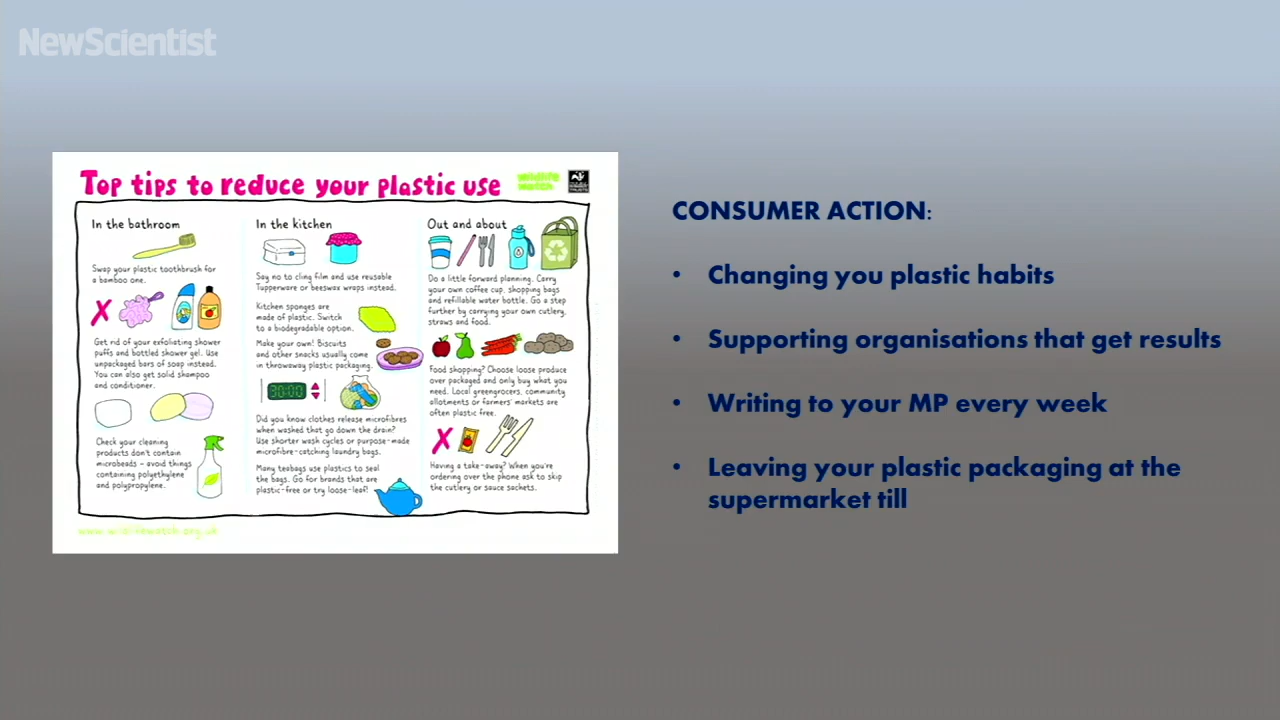 NewScientist
Top tips to reduce your plastic use
wildlife
watch
In the bathroom
Swap your plastic toothbrush for
a bamboo one.
Get rid of your exfoliating shower
puffs and bottled shower gel. Use
unpackaged bars of soap instead.
You can also get solid shampoo
and conditioner.
Check your cleaning
products don't contain
microbeads - avoid things
containing polyethylene
and polypropylene.
In the kitchen
Say no to cling film and use reusable
Tupperware or beeswax wraps instead.
Kitchen sponges are
made of plastic. Switch
to a biodegradable option.
Make your own! Biscuits
and other snacks usually come
in throwaway plastic packaging.
30:00
Did you know clothes release microfibres
when washed that go down the drain?
Use shorter wash cycles or purpose-made
microfibre-catching laundry bags.
Many teabags use plastics to seal
the bags. Go for brands that are
plastic-free or try loose-leaf!
Out and about
Do a little forward planning. Carry
your own coffee cup, shopping bags
and refillable water bottle. Go a step
further by carrying your own cutlery,
straws and food.
Food shopping? Choose loose produce
over packaged and only buy what you
need. Local greengrocers, community
allotments or farmers' markets are
often plastic free.
Having a take-away? When you're
ordering over the phone ask to skip
the cutlery or sauce sachets.
www.wildlifewatch.org.uk
CONSUMER ACTION:
• Changing you plastic habits
• Supporting organisations that get results
• Writing to your MP every week
• Leaving your plastic packaging at the
supermarket till